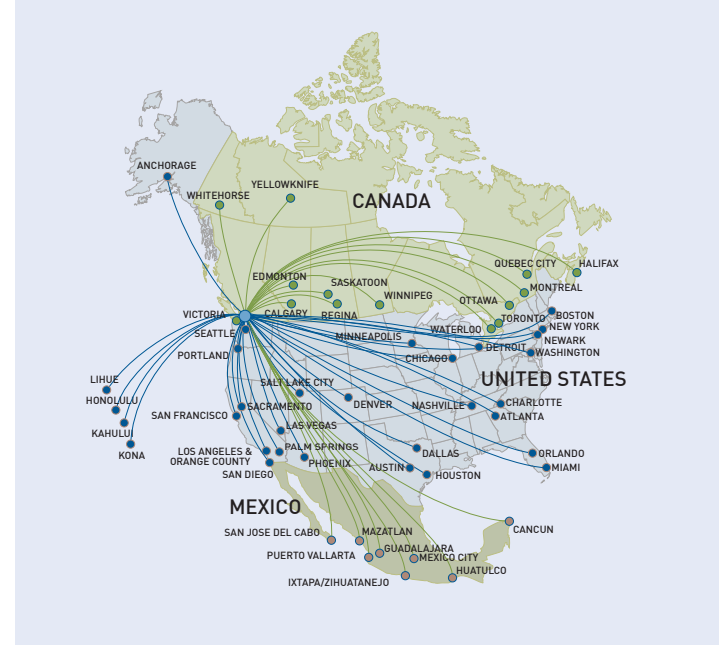 ANCHORAGE
YELLOWKNIFE
WHITEHORSE
CANADA
QUEBEC CITY
HALIFAX
EDMONTON
SASKATOON
MONTREAL
WINNIPEG
OTTAWA
VICTORIA
CALGARY
REGINA
TORONTO
BOSTON
WATERLOO
NEW YORK
SEATTLE
MINNEAPOLIS
NEWARK
PORTLAND
CHICAGO
DETROIT
WASHINGTON
LIHUE
SALT LAKE CITY
UNITED STATES
HONOLULU
SAN FRANCISCO
SACRAMENTO
DENVER
NASHVILLE
CHARLOTTE
ATLANTA
KAHULUI
LAS VEGAS
KONA
LOS ANGELES &
ORANGE COUNTY
PALM SPRINGS
DALLAS
ORLANDO
PHOENIX
AUSTIN
MIAMI
SAN DIEGO
HOUSTON
MEXICO
SAN JOSE DEL CABO
MAZATLAN
CANCUN
PUERTO VALLARTA
GUADALAJARA
MEXICO CITY
HUATULCO
IXTAPA/ZIHUATANEJO